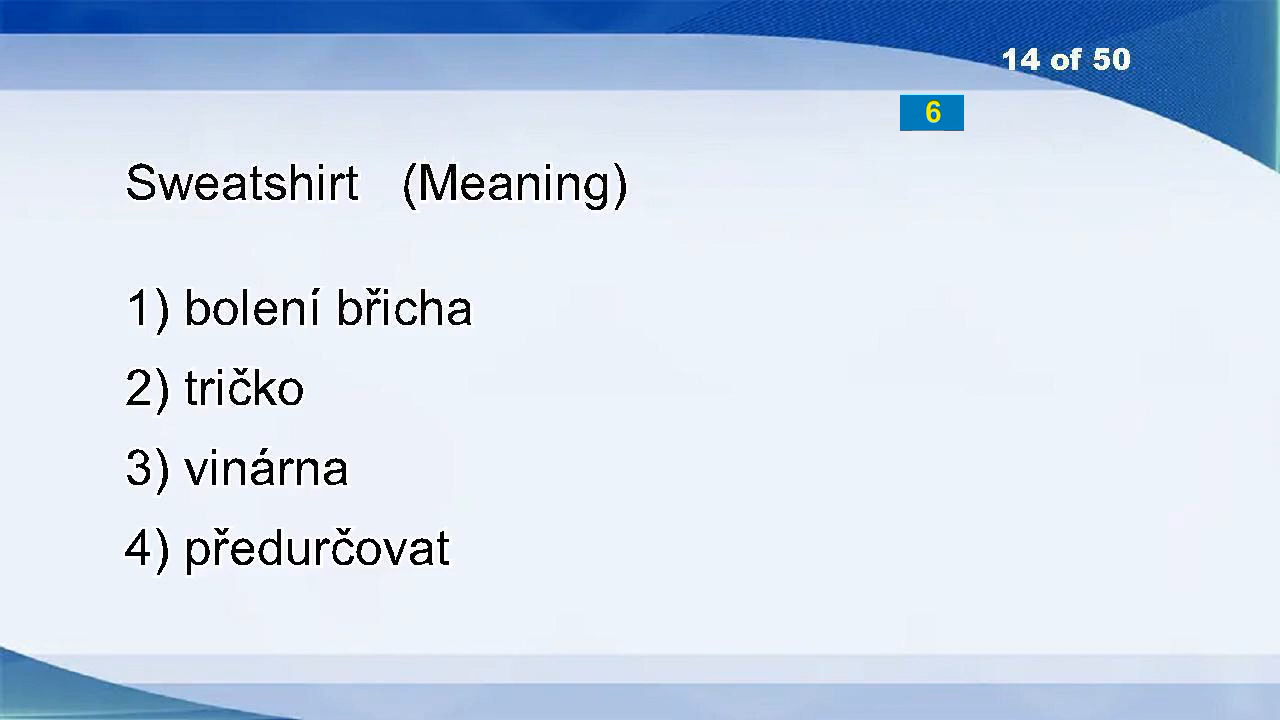 14 of 50
6
Sweatshirt (Meaning)
1) bolení břicha
2) tričko
3) vinárna
4) předurčovat